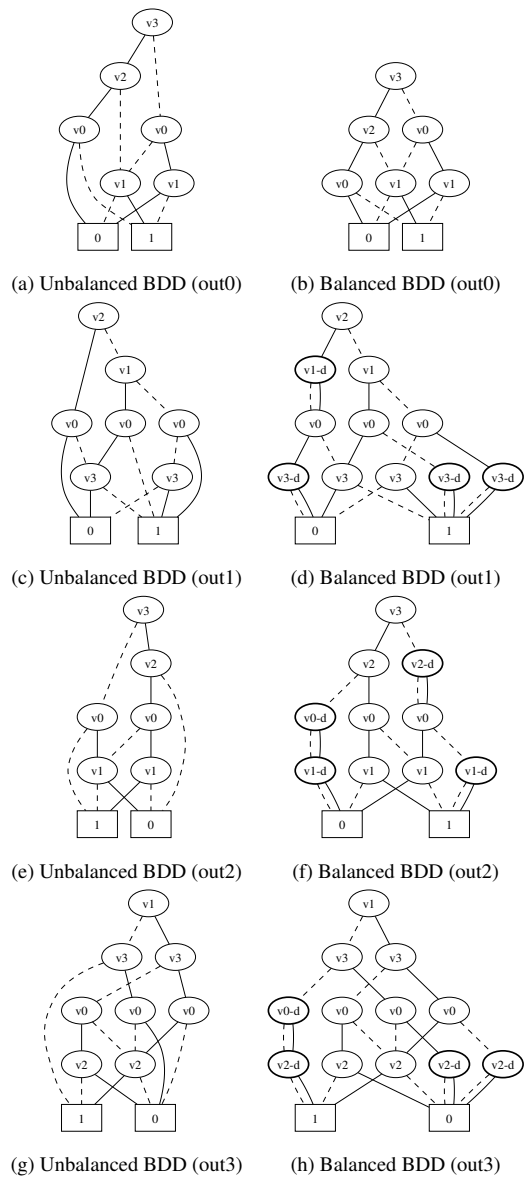 v3
v2
v0 v0
v1 v1
0 1
(a) Unbalanced BDD (out0)
v3
v2 v0
v0 v1 v1
0 1
(b) Balanced BDD (out0)
v2
v1
v0 v0 v0
v3 v3
0 1
(c) Unbalanced BDD (out1)
v2
v1-d v1
v0 v0 v0
v3-d v3 v3 v3-d v3-d
0 1
(d) Balanced BDD (out1)
v3
v2
v0 v0
v1 v1
1 0
(e) Unbalanced BDD (out2)
v3
v2 v2-d
v0-d v0 v0
v1-d v1 v1 v1-d
0 1
(f) Balanced BDD (out2)
v1
v3 v3
v0 v0 v0
v2 v2
1 0
(g) Unbalanced BDD (out3)
v1
v3 v3
v0-d v0 v0 v0
v2-d v2 v2 v2-d v2-d
1 0
(h) Balanced BDD (out3)